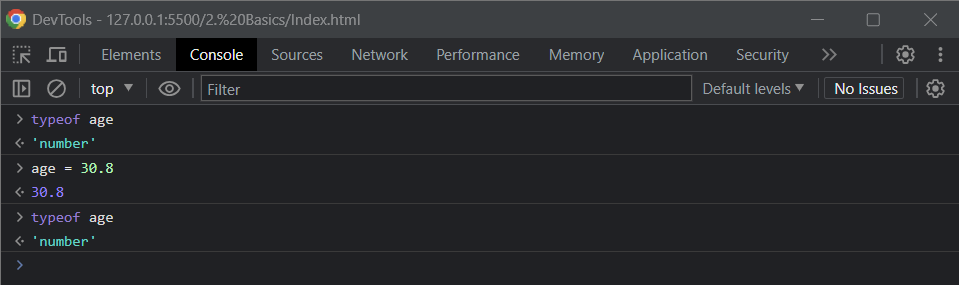 DevTools - 127.0.0.1:5500/2.%20Basics/Index.html
Elements Console Sources Network Performance Memory Application Security
top Filter Default levels No Issues
typeof age
'number'
age = 30.8
30.8
typeof age
'number'